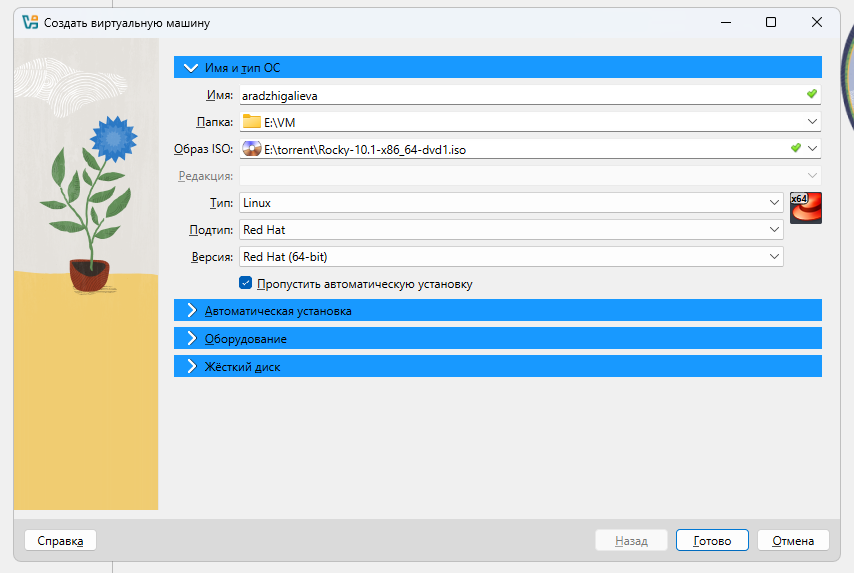 Создать виртуальную машину
Имя и тип ОС
Имя: aradzhigalieva
Папка: E:\VM
Образ ISO: E:\torrent\Rocky-10.1-x86_64-dvd1.iso
Редакция:
Тип: Linux
x64
Подтип: Red Hat
Версия: Red Hat (64-bit)
Пропустить автоматическую установку
Автоматическая установка
Оборудование
Жёсткий диск
Справка Назад Готово Отмена